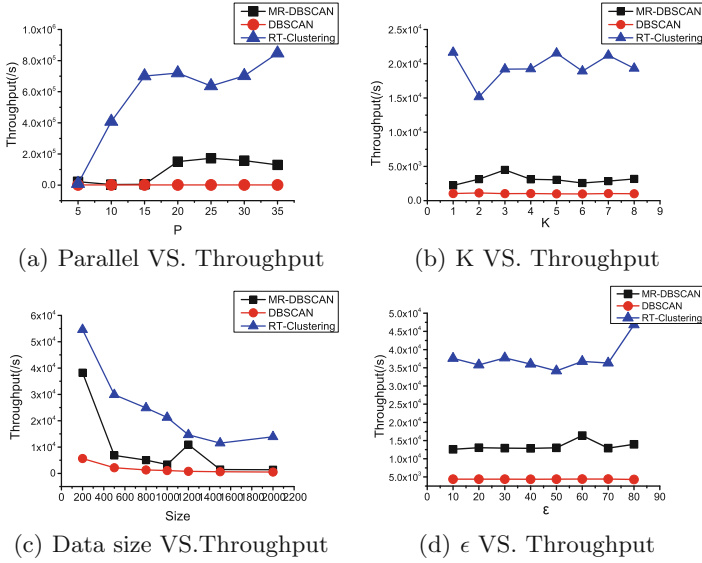 MR-DBSCAN
DBSCAN
RT-Clustering
Throughput(/s)
1.0x10⁶
8.0x10⁵
6.0x10⁵
4.0x10⁵
2.0x10⁵
0.0
5 10 15 20 25 30 35
P
(a) Parallel VS. Throughput
MR-DBSCAN
DBSCAN
RT-Clustering
Throughput(/s)
2.5x10⁴
2.0x10⁴
1.5x10⁴
1.0x10⁴
5.0x10³
0.0
0 1 2 3 4 5 6 7 8 9
K
(b) K VS. Throughput
MR-DBSCAN
DBSCAN
RT-Clustering
Throughput(/s)
6x10⁴
5x10⁴
4x10⁴
3x10⁴
2x10⁴
1x10⁴
0
0 200 400 600 800 1000 1200 1400 1600 1800 2000 2200
Size
(c) Data size VS.Throughput
MR-DBSCAN
DBSCAN
RT-Clustering
Throughput(/s)
5.0x10⁴
4.5x10⁴
4.0x10⁴
3.5x10⁴
3.0x10⁴
2.5x10⁴
2.0x10⁴
1.5x10⁴
1.0x10⁴
5.0x10³
0 10 20 30 40 50 60 70 80 90
ε
(d) ϵ VS. Throughput